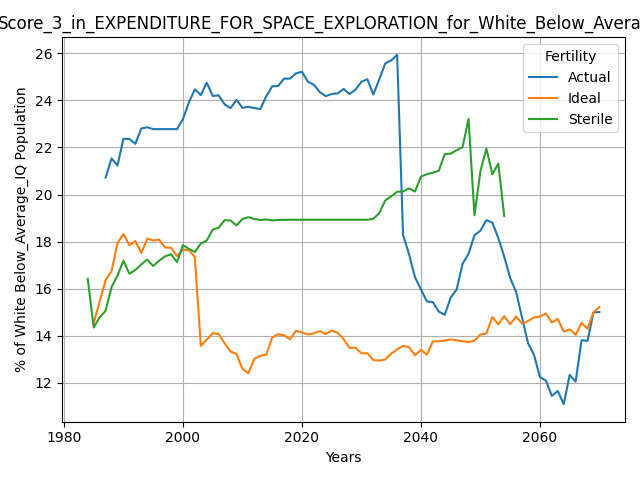 Score_3_in_EXPENDITURE_FOR_SPACE_EXPLORATION_for_White_Below_Avera
26
24
22
20
18
16
14
12
% of White Below_Average_IQ Population
Fertility
Actual
Ideal
Sterile
1980
2000
2020
2040
2060
Years